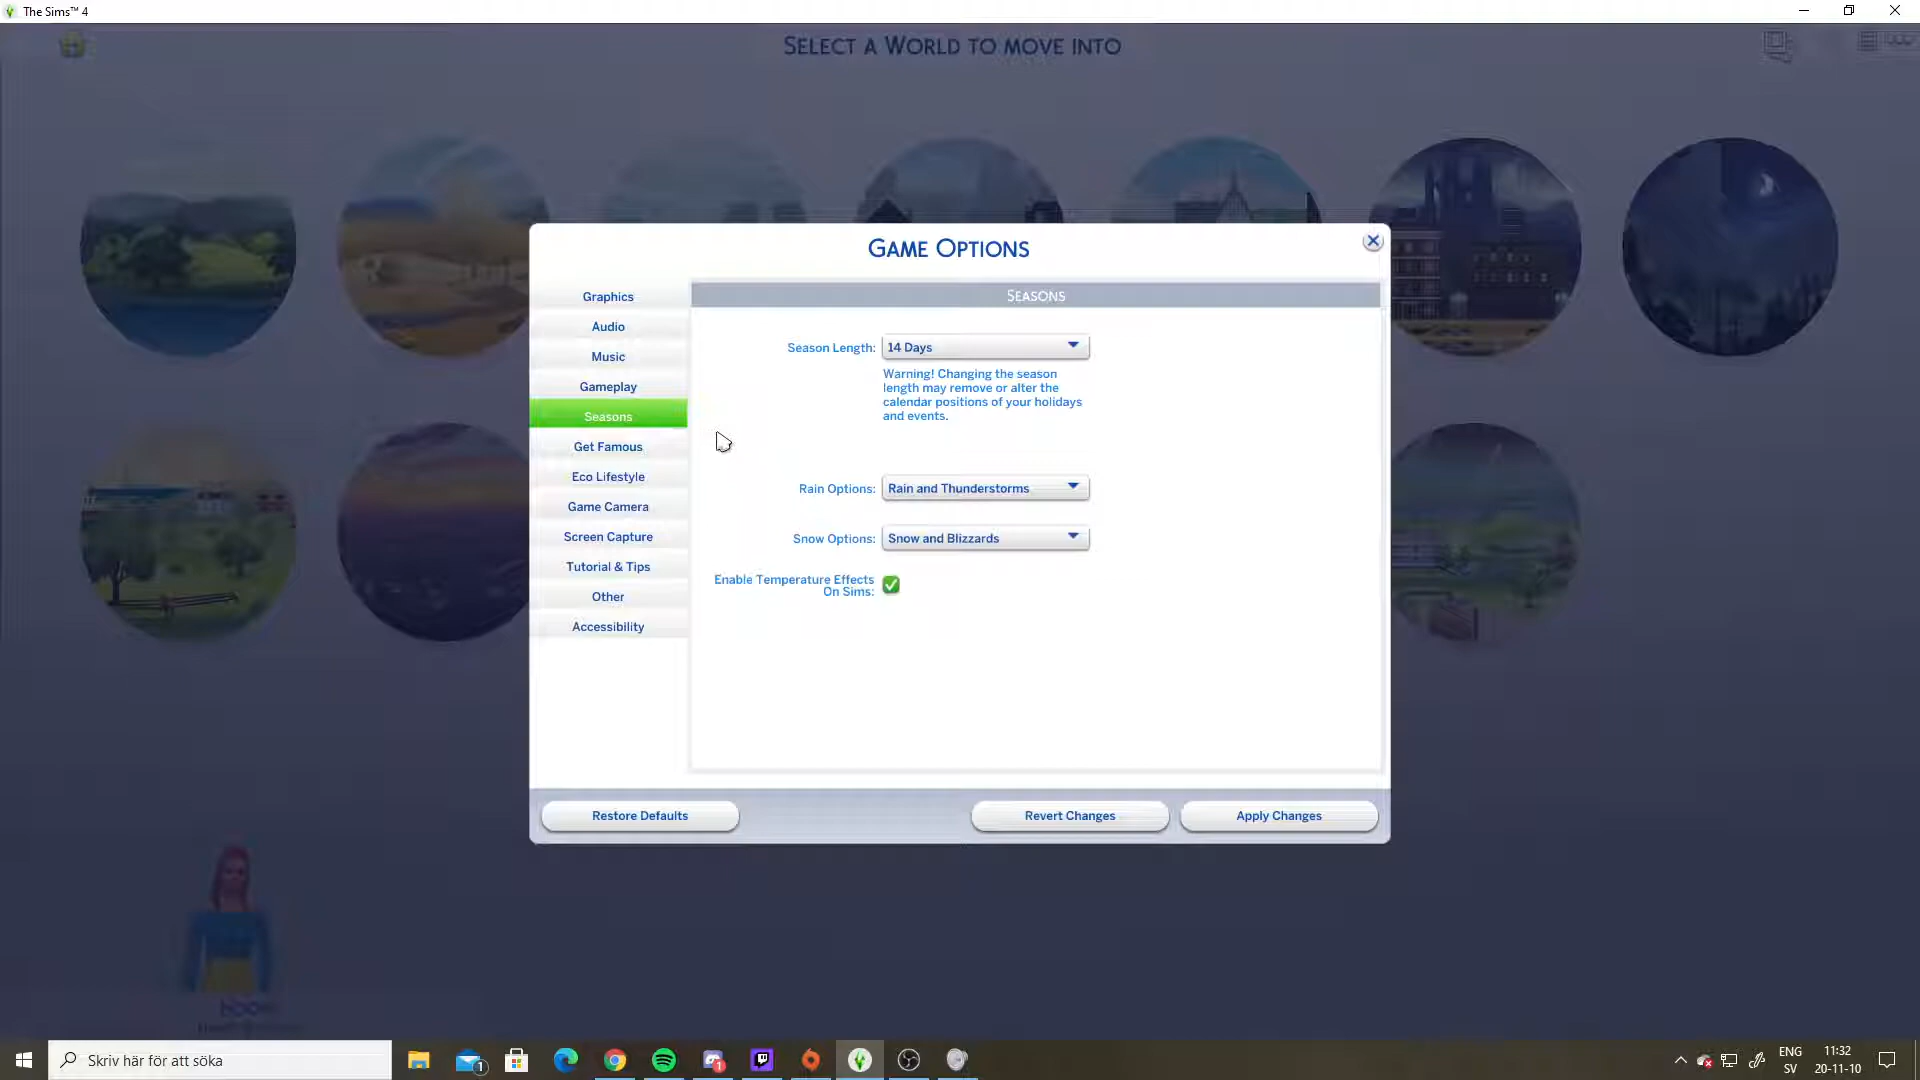 The Sims™ 4
Select a World to move into
Game Options
Graphics
Audio
Music
Gameplay
Seasons
Get Famous
Eco Lifestyle
Game Camera
Screen Capture
Tutorial & Tips
Other
Accessibility
Seasons
Season Length: 14 Days
Warning! Changing the season
length may remove or alter the
calendar positions of your holidays
and events.
Rain Options: Rain and Thunderstorms
Snow Options: Snow and Blizzards
Enable Temperature Effects
On Sims:
Restore Defaults
Revert Changes
Apply Changes
Skriv här för att söka
1
1
ENG
SV
11:32
20-11-10